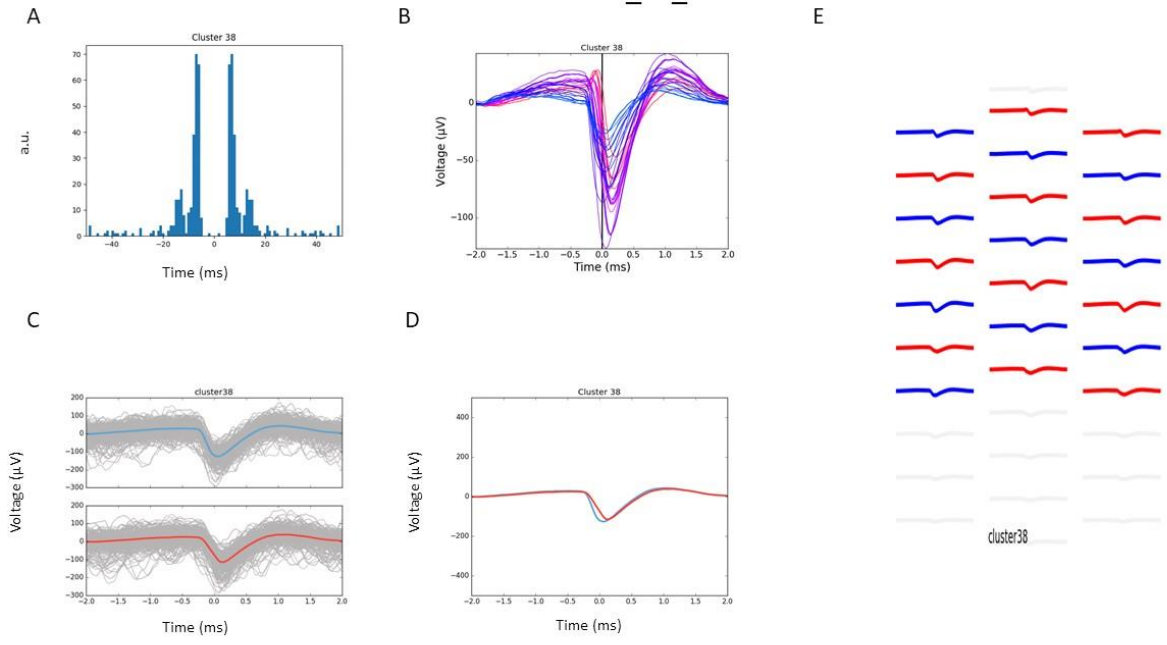 A
Cluster 38
70
60
50
40
30
20
10
0
a.u.
−40 −20 0 20 40
Time (ms)
B
Cluster 38
0
−50
−100
Voltage (µV)
−2.0 −1.5 −1.0 −0.5 0.0 0.5 1.0 1.5 2.0
Time (ms)
C
cluster38
200
100
0
−100
−200
−300
200
100
0
−100
−200
−300
Voltage (µV)
−2.0 −1.5 −1.0 −0.5 0.0 0.5 1.0 1.5 2.0
Time (ms)
D
Cluster 38
400
200
0
−200
−400
Voltage (µV)
−2.0 −1.5 −1.0 −0.5 0.0 0.5 1.0 1.5 2.0
Time (ms)
E
cluster38